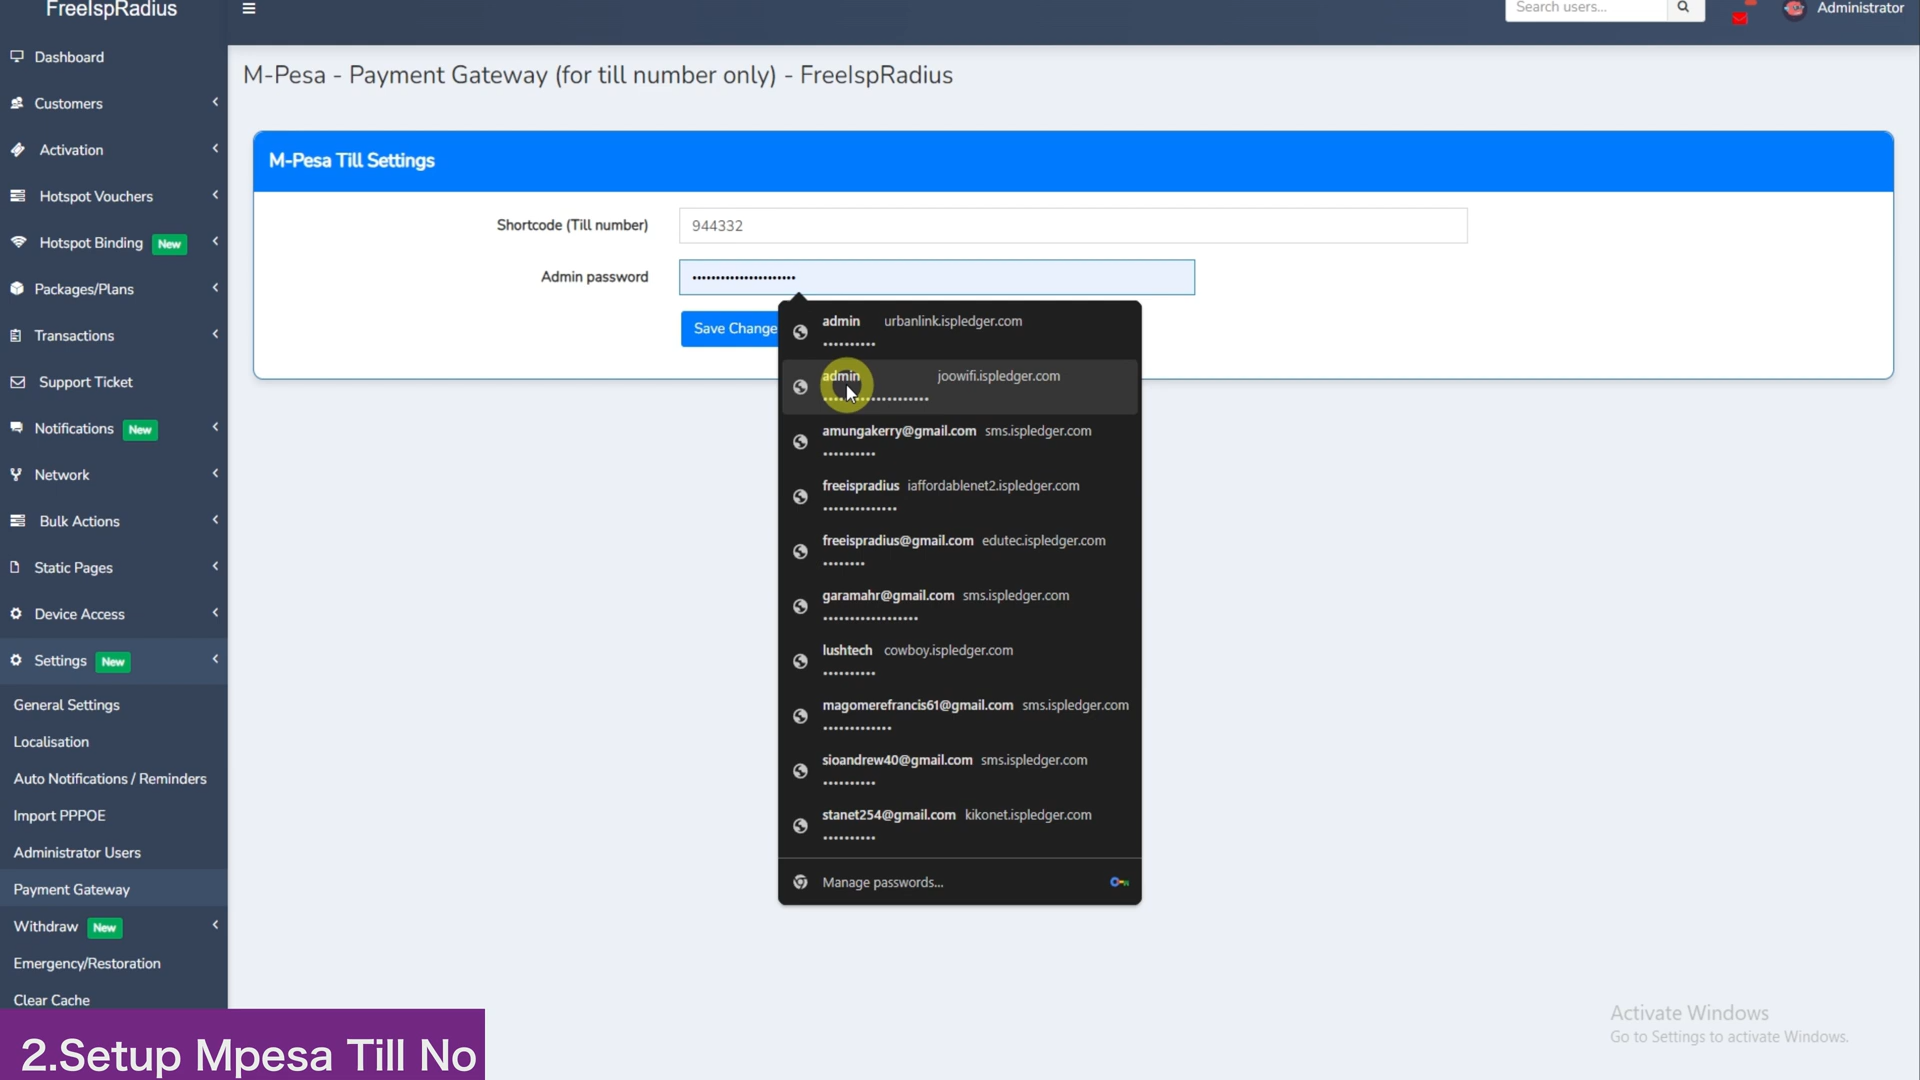 FreeIspRadius
Search users...
Administrator
Dashboard
Customers
Activation
Hotspot Vouchers
Hotspot Binding New
Packages/Plans
Transactions
Support Ticket
Notifications New
Network
Bulk Actions
Static Pages
Device Access
Settings New
General Settings
Localisation
Auto Notifications / Reminders
Import PPPOE
Administrator Users
Payment Gateway
Withdraw New
Emergency/Restoration
Clear Cache
M-Pesa - Payment Gateway (for till number only) - FreeIspRadius
M-Pesa Till Settings
Shortcode (Till number) 944332
Admin password ••••••••••••••••••••••
Save Change
admin urbanlink.ispledger.com
••••••••••
admin joowifi.ispledger.com
amungakerry@gmail.com sms.ispledger.com
••••••••••
freeispradius iaffordablenet2.ispledger.com
••••••••••••••
freeispradius@gmail.com edutec.ispledger.com
••••••••
garamahr@gmail.com sms.ispledger.com
••••••••••••••••••
lushtech cowboy.ispledger.com
••••••••••
magomerefrancis61@gmail.com sms.ispledger.com
•••••••••••••
sioandrew40@gmail.com sms.ispledger.com
••••••••••
stanet254@gmail.com kikonet.ispledger.com
••••••••••
Manage passwords...
Activate Windows
Go to Settings to activate Windows.
2.Setup Mpesa Till No